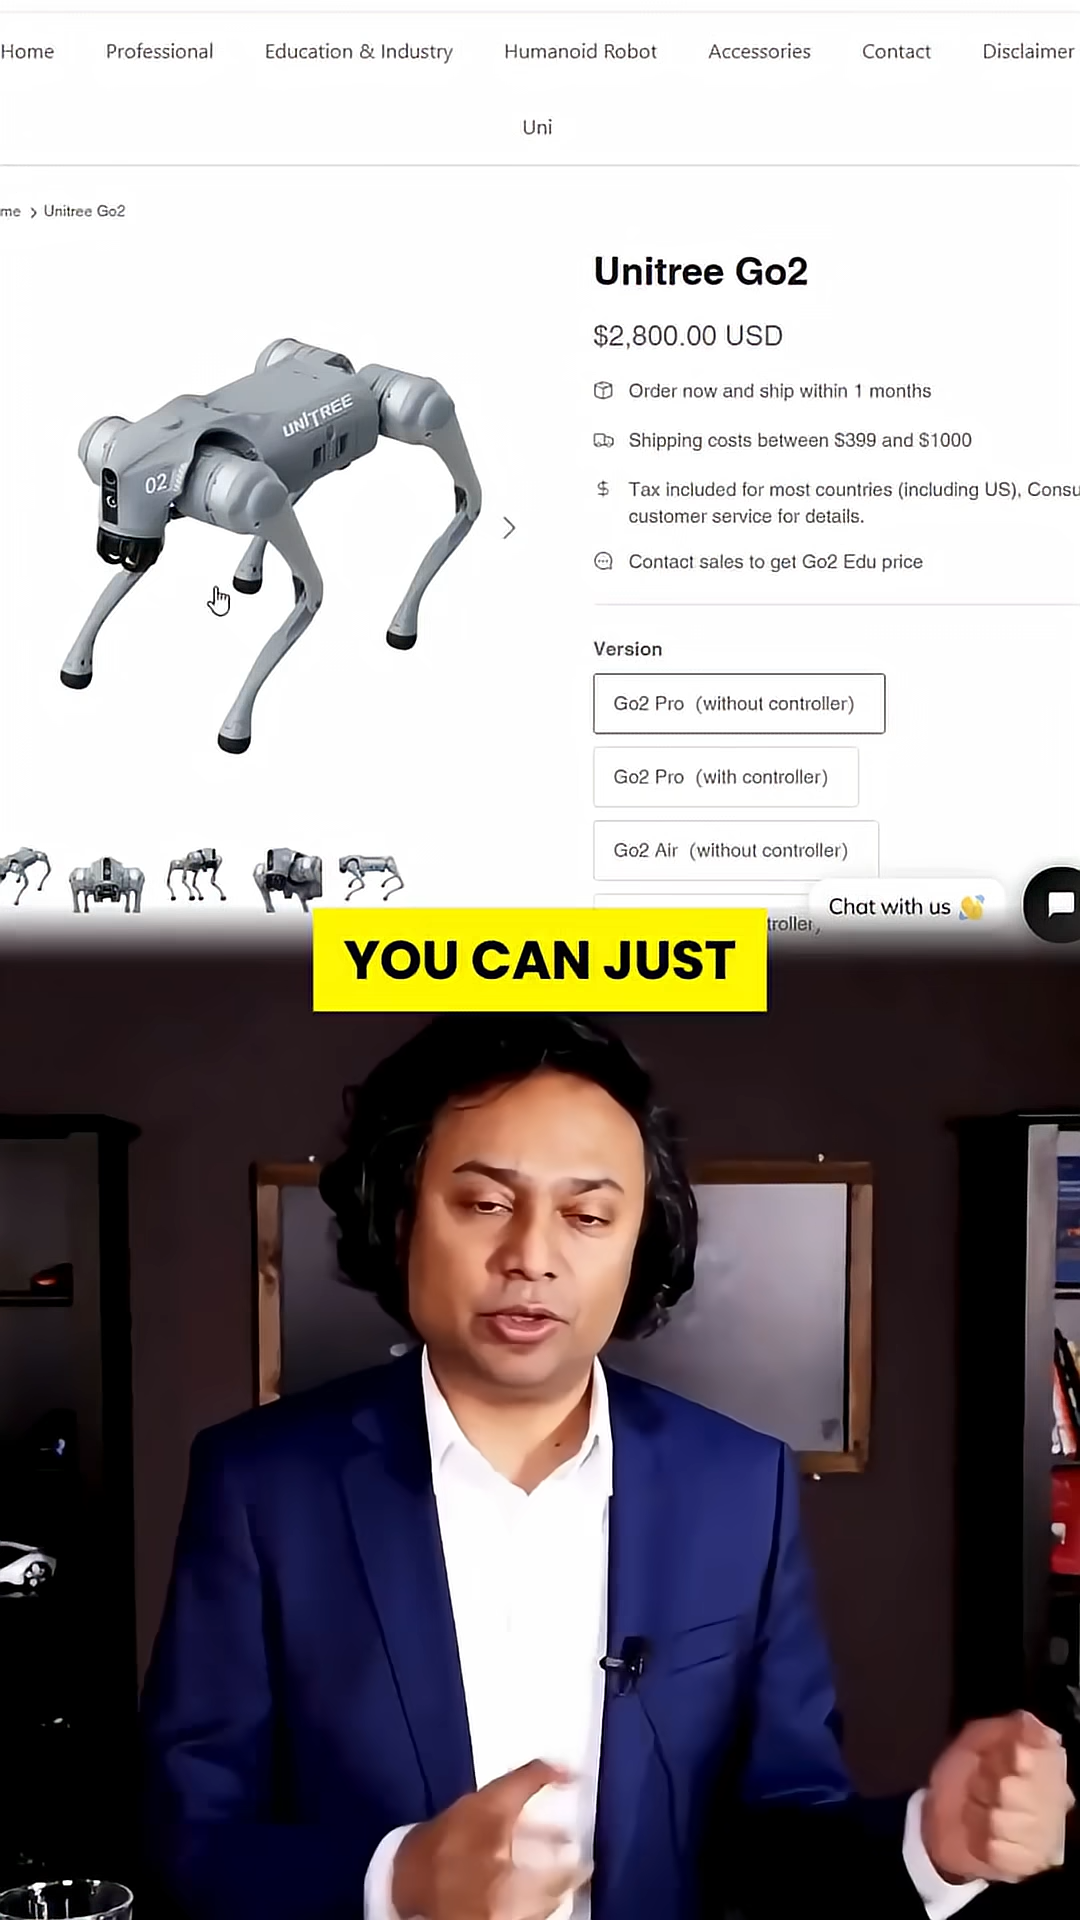 Home Professional Education & Industry Humanoid Robot Accessories Contact Disclaimer
Uni
me > Unitree Go2
UNITREE
02
Unitree Go2
$2,800.00 USD
Order now and ship within 1 months
Shipping costs between $399 and $1000
Tax included for most countries (including US), Consu
customer service for details.
Contact sales to get Go2 Edu price
Version
Go2 Pro (without controller)
Go2 Pro (with controller)
Go2 Air (without controller)
troller)
Chat with us 👋
YOU CAN JUST